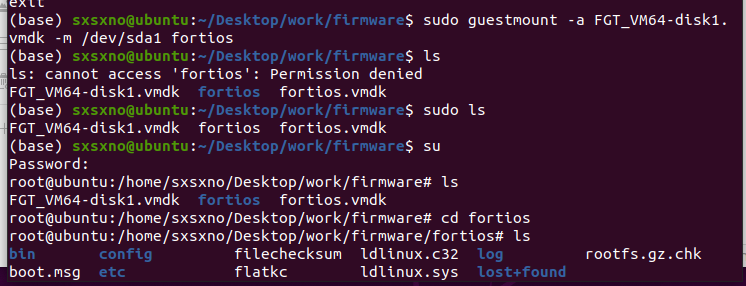 exit
(base) sxsxno@ubuntu:~/Desktop/work/firmware$ sudo guestmount -a FGT_VM64-disk1.
vmdk -m /dev/sda1 fortios
(base) sxsxno@ubuntu:~/Desktop/work/firmware$ ls
ls: cannot access 'fortios': Permission denied
FGT_VM64-disk1.vmdk  fortios  fortios.vmdk
(base) sxsxno@ubuntu:~/Desktop/work/firmware$ sudo ls
FGT_VM64-disk1.vmdk  fortios  fortios.vmdk
(base) sxsxno@ubuntu:~/Desktop/work/firmware$ su
Password:
root@ubuntu:/home/sxsxno/Desktop/work/firmware# ls
FGT_VM64-disk1.vmdk  fortios  fortios.vmdk
root@ubuntu:/home/sxsxno/Desktop/work/firmware# cd fortios
root@ubuntu:/home/sxsxno/Desktop/work/firmware/fortios# ls
bin       config  filechecksum  ldlinux.c32  log         rootfs.gz.chk
boot.msg  etc     flatkc        ldlinux.sys  lost+found